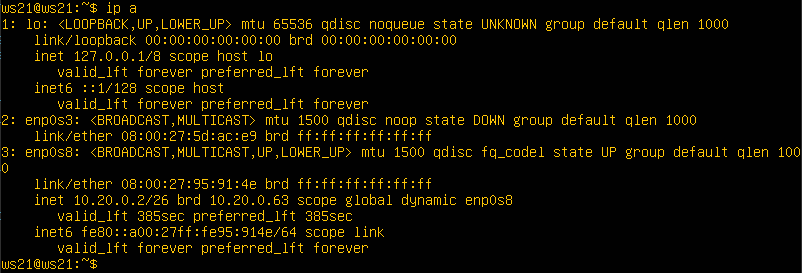 ws21@ws21:~$ ip a
1: lo: <LOOPBACK,UP,LOWER_UP> mtu 65536 qdisc noqueue state UNKNOWN group default qlen 1000
    link/loopback 00:00:00:00:00:00 brd 00:00:00:00:00:00
    inet 127.0.0.1/8 scope host lo
       valid_lft forever preferred_lft forever
    inet6 ::1/128 scope host
       valid_lft forever preferred_lft forever
2: enp0s3: <BROADCAST,MULTICAST> mtu 1500 qdisc noop state DOWN group default qlen 1000
    link/ether 08:00:27:5d:ac:e9 brd ff:ff:ff:ff:ff:ff
3: enp0s8: <BROADCAST,MULTICAST,UP,LOWER_UP> mtu 1500 qdisc fq_codel state UP group default qlen 100
0
    link/ether 08:00:27:95:91:4e brd ff:ff:ff:ff:ff:ff
    inet 10.20.0.2/26 brd 10.20.0.63 scope global dynamic enp0s8
       valid_lft 385sec preferred_lft 385sec
    inet6 fe80::a00:27ff:fe95:914e/64 scope link
       valid_lft forever preferred_lft forever
ws21@ws21:~$